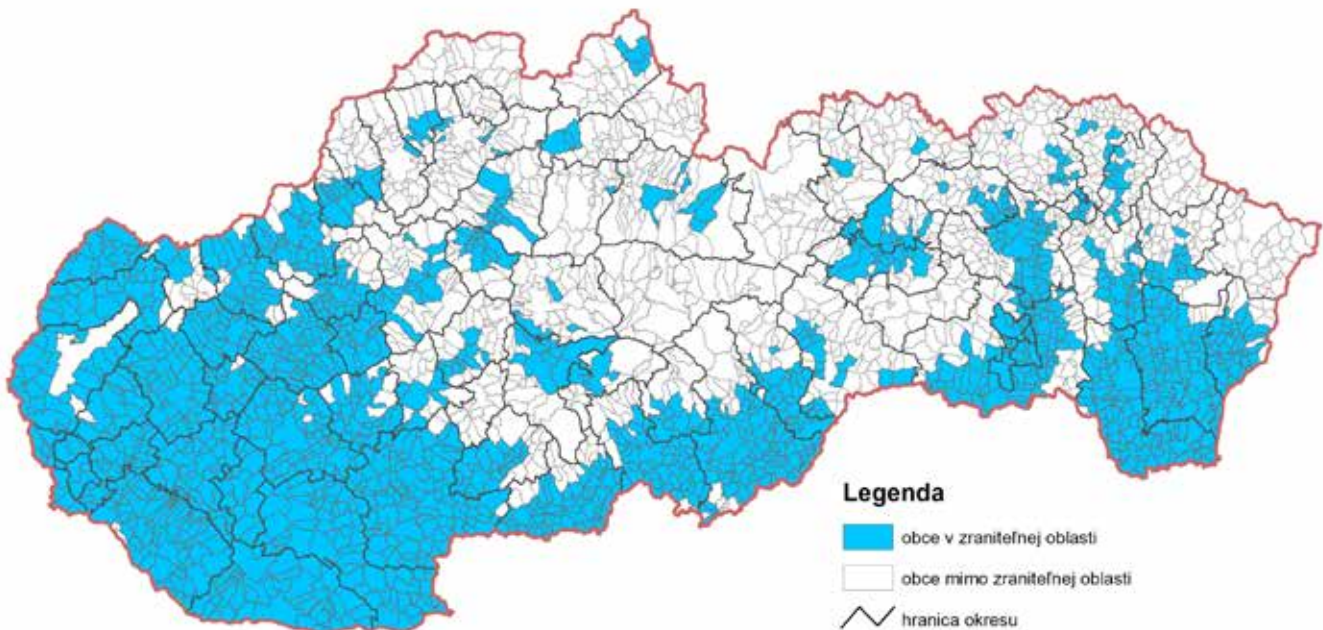 Legenda
obce v zraniteľnej oblasti
obce mimo zraniteľnej oblasti
hranica okresu